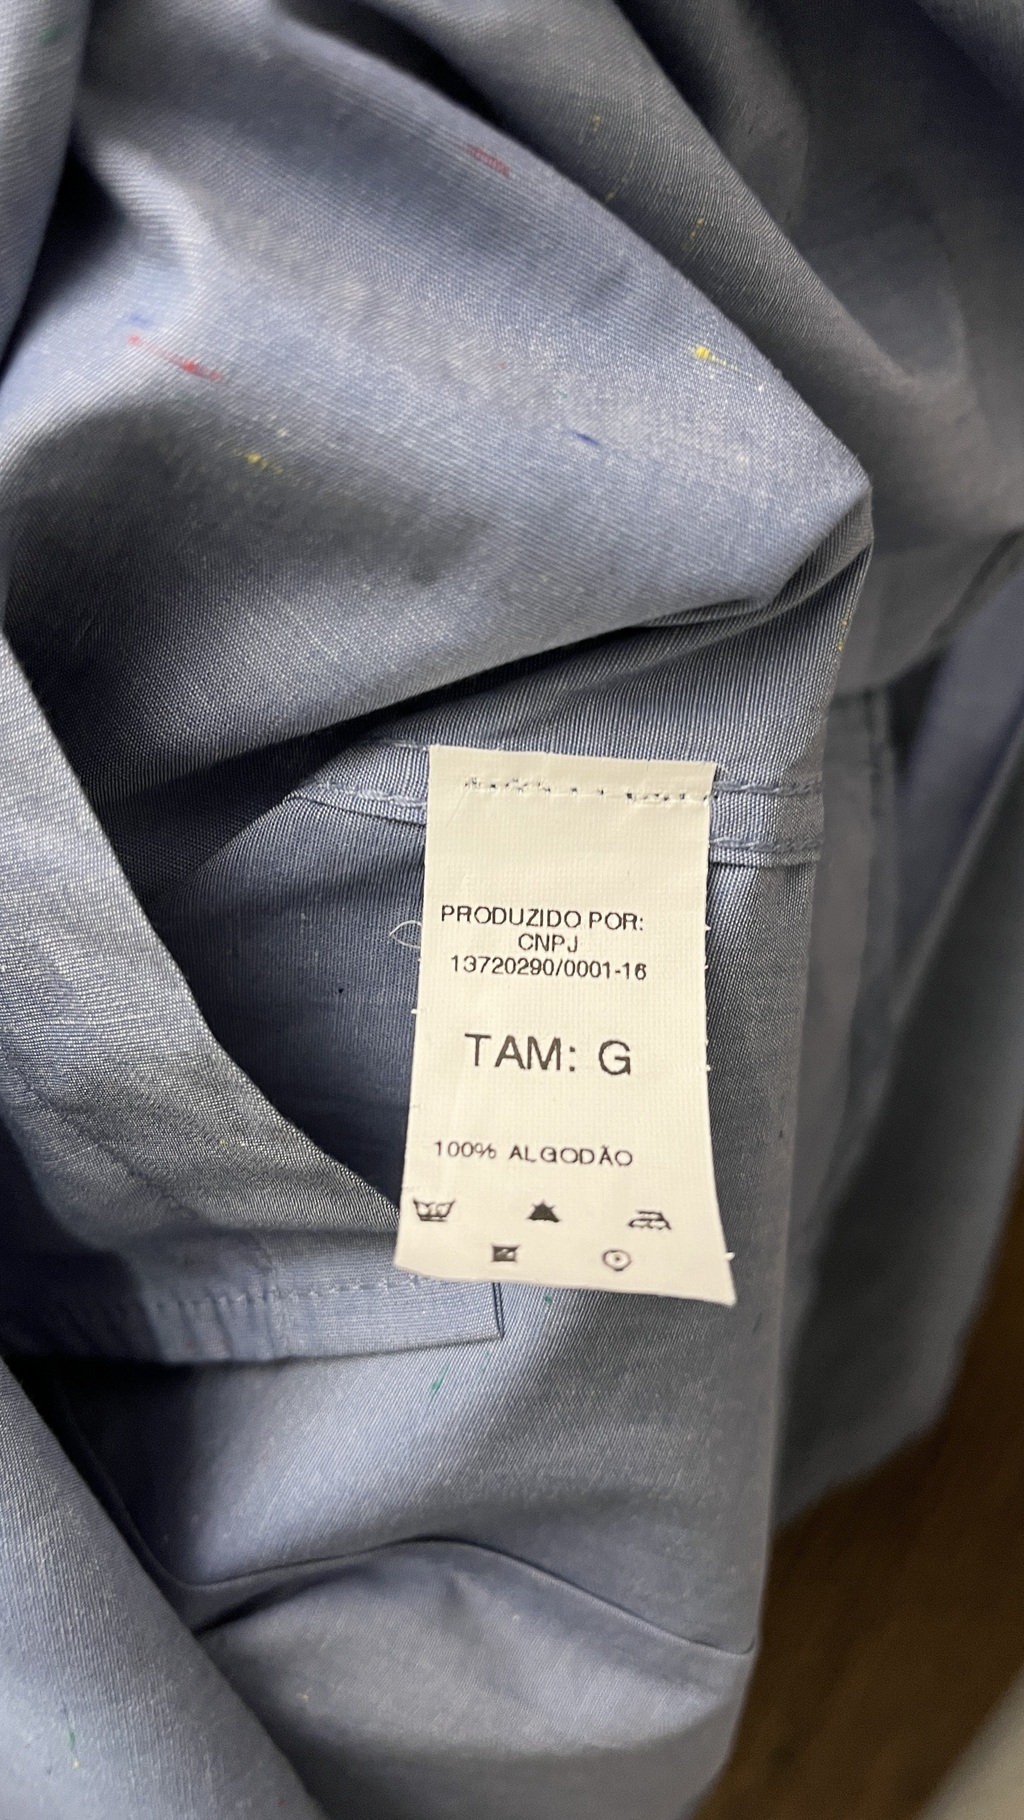 PRODUZIDO POR:
CNPJ
13720290/0001-16
TAM: G
100% ALGODÃO